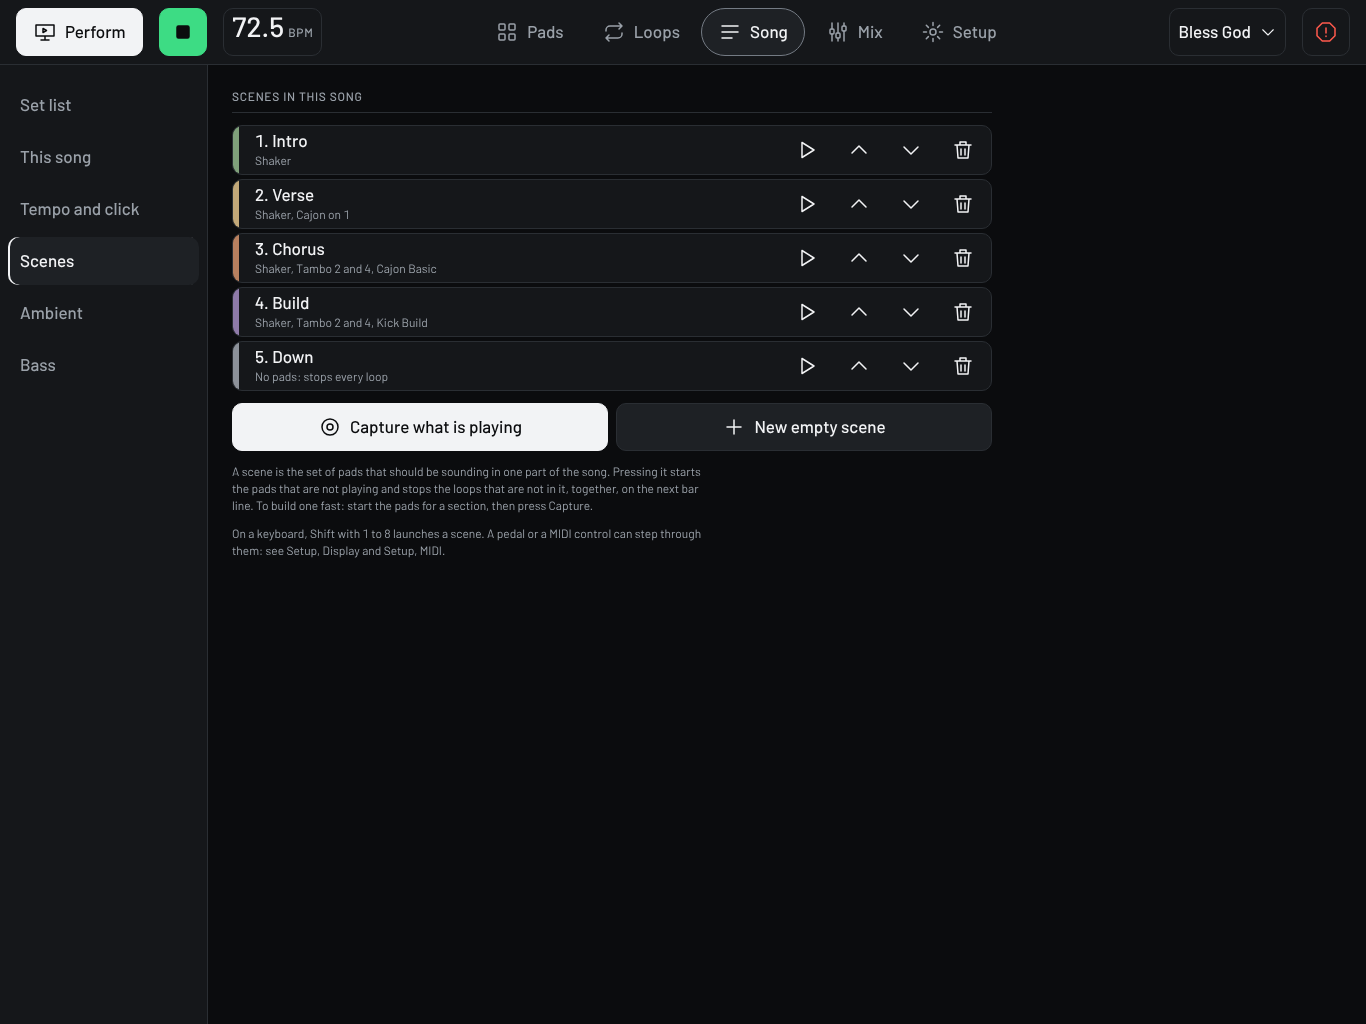 Perform
72.5 BPM
Pads
Loops
Song
Mix
Setup
Bless God
Set list
This song
Tempo and click
Scenes
Ambient
Bass
SCENES IN THIS SONG
1. Intro
Shaker
2. Verse
Shaker, Cajon on 1
3. Chorus
Shaker, Tambo 2 and 4, Cajon Basic
4. Build
Shaker, Tambo 2 and 4, Kick Build
5. Down
No pads: stops every loop
Capture what is playing
New empty scene
A scene is the set of pads that should be sounding in one part of the song. Pressing it starts
the pads that are not playing and stops the loops that are not in it, together, on the next bar
line. To build one fast: start the pads for a section, then press Capture.
On a keyboard, Shift with 1 to 8 launches a scene. A pedal or a MIDI control can step through
them: see Setup, Display and Setup, MIDI.